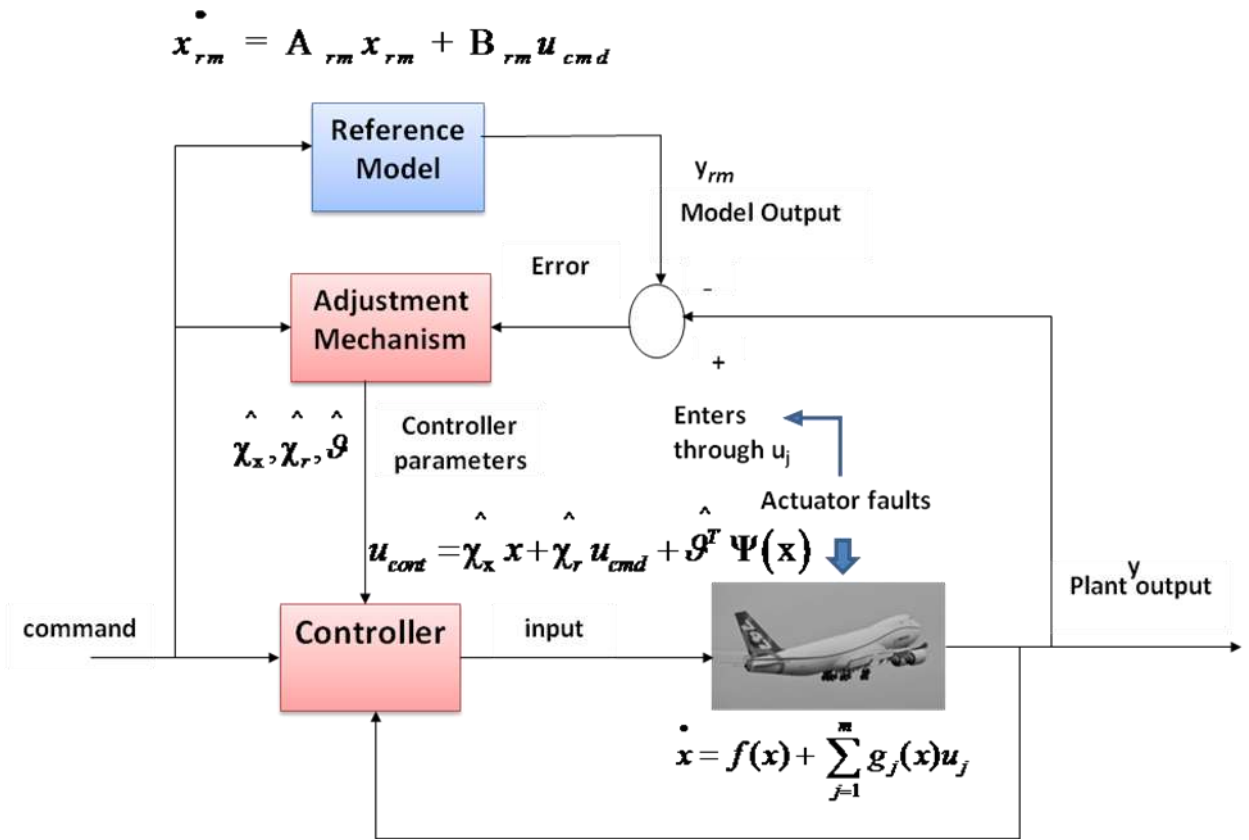 ẋ_rm = A_rm x_rm + B_rm u_cmd
Reference
Model
y_rm
Model Output
Error
-
Adjustment
Mechanism
+
χ̂_x, χ̂_r, ϑ̂
Controller
parameters
Enters
through u_j
Actuator faults
u_cont = χ̂_x x + χ̂_r u_cmd + ϑ̂^T Ψ(x)
y
Plant output
command
Controller
input
ẋ = f(x) + ∑_{j=1}^{m} g_j(x)u_j